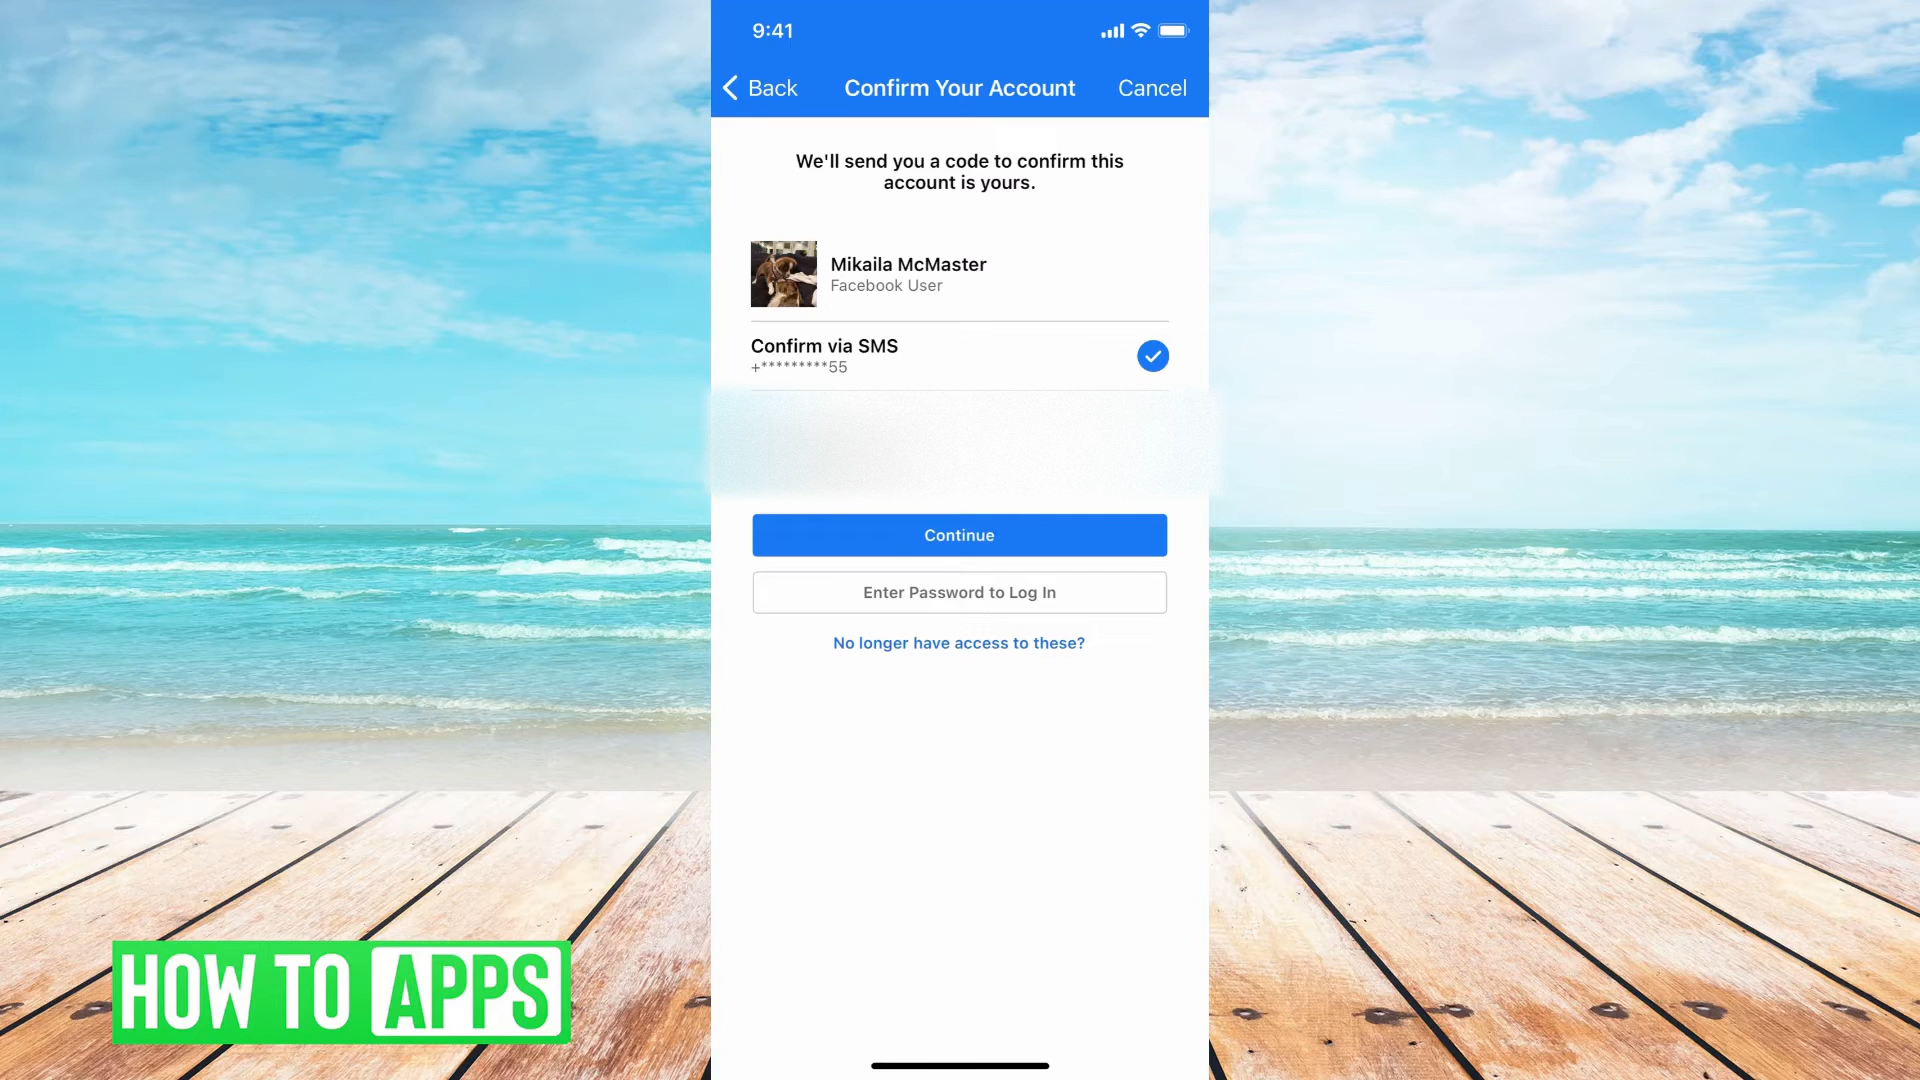 9:41
Back Confirm Your Account Cancel
We'll send you a code to confirm this
account is yours.
Mikaila McMaster
Facebook User
Confirm via SMS
+*********55
Continue
Enter Password to Log In
No longer have access to these?
HOW TO APPS